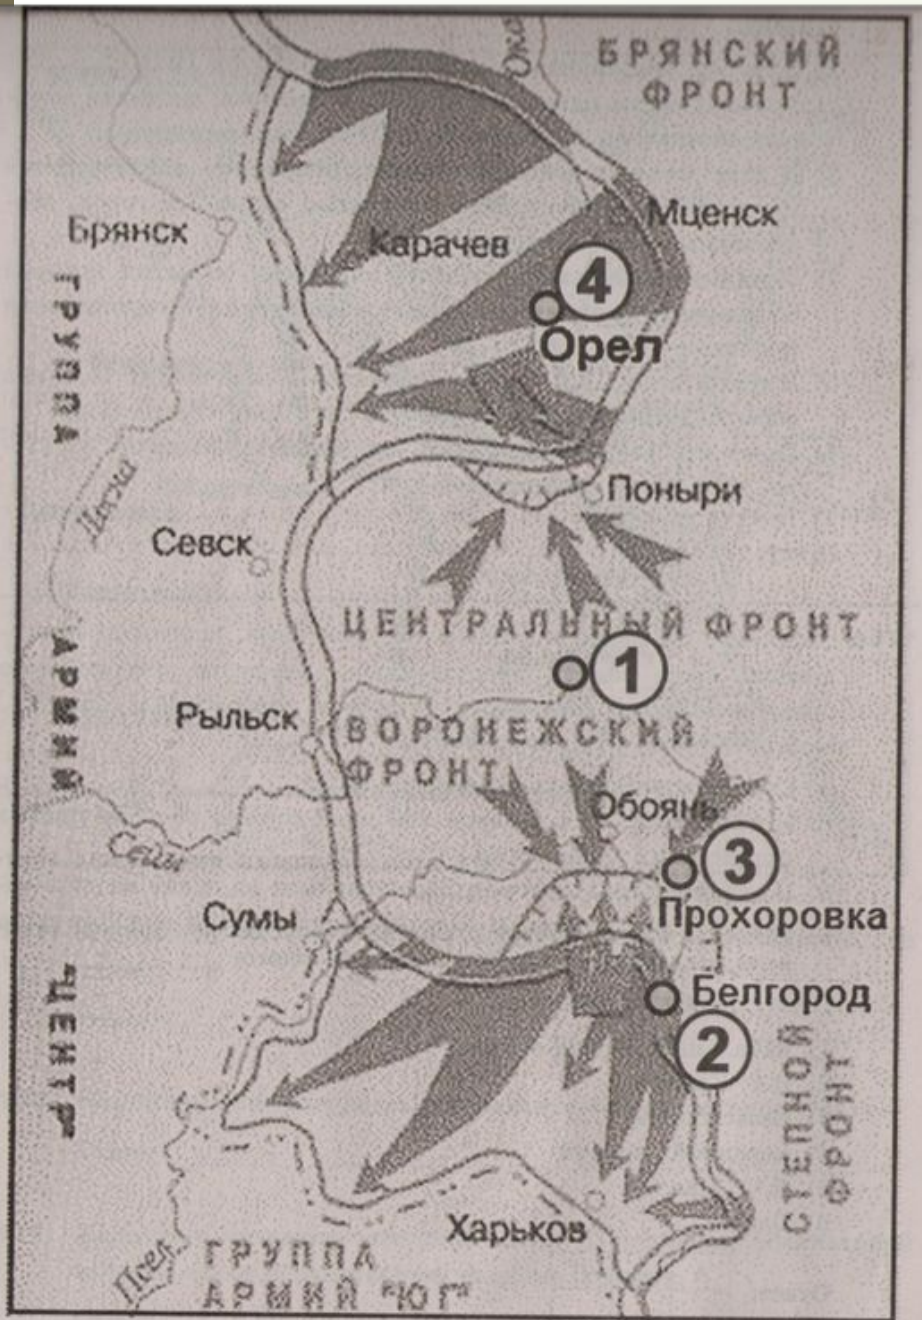 Ока
БРЯНСКИЙ
ФРОНТ
Мценск
Брянск
Карачев
4
Орел
ГРУППА
АРМИЙ
"ЦЕНТР"
Поныри
Десна
Севск
ЦЕНТРАЛЬНЫЙ ФРОНТ
1
Рыльск
ВОРОНЕЖСКИЙ
ФРОНТ
Обоянь
Сейм
3
Прохоровка
Сумы
Белгород
2
СТЕПНОЙ
ФРОНТ
Харьков
Псел
ГРУППА
АРМИЙ "ЮГ"